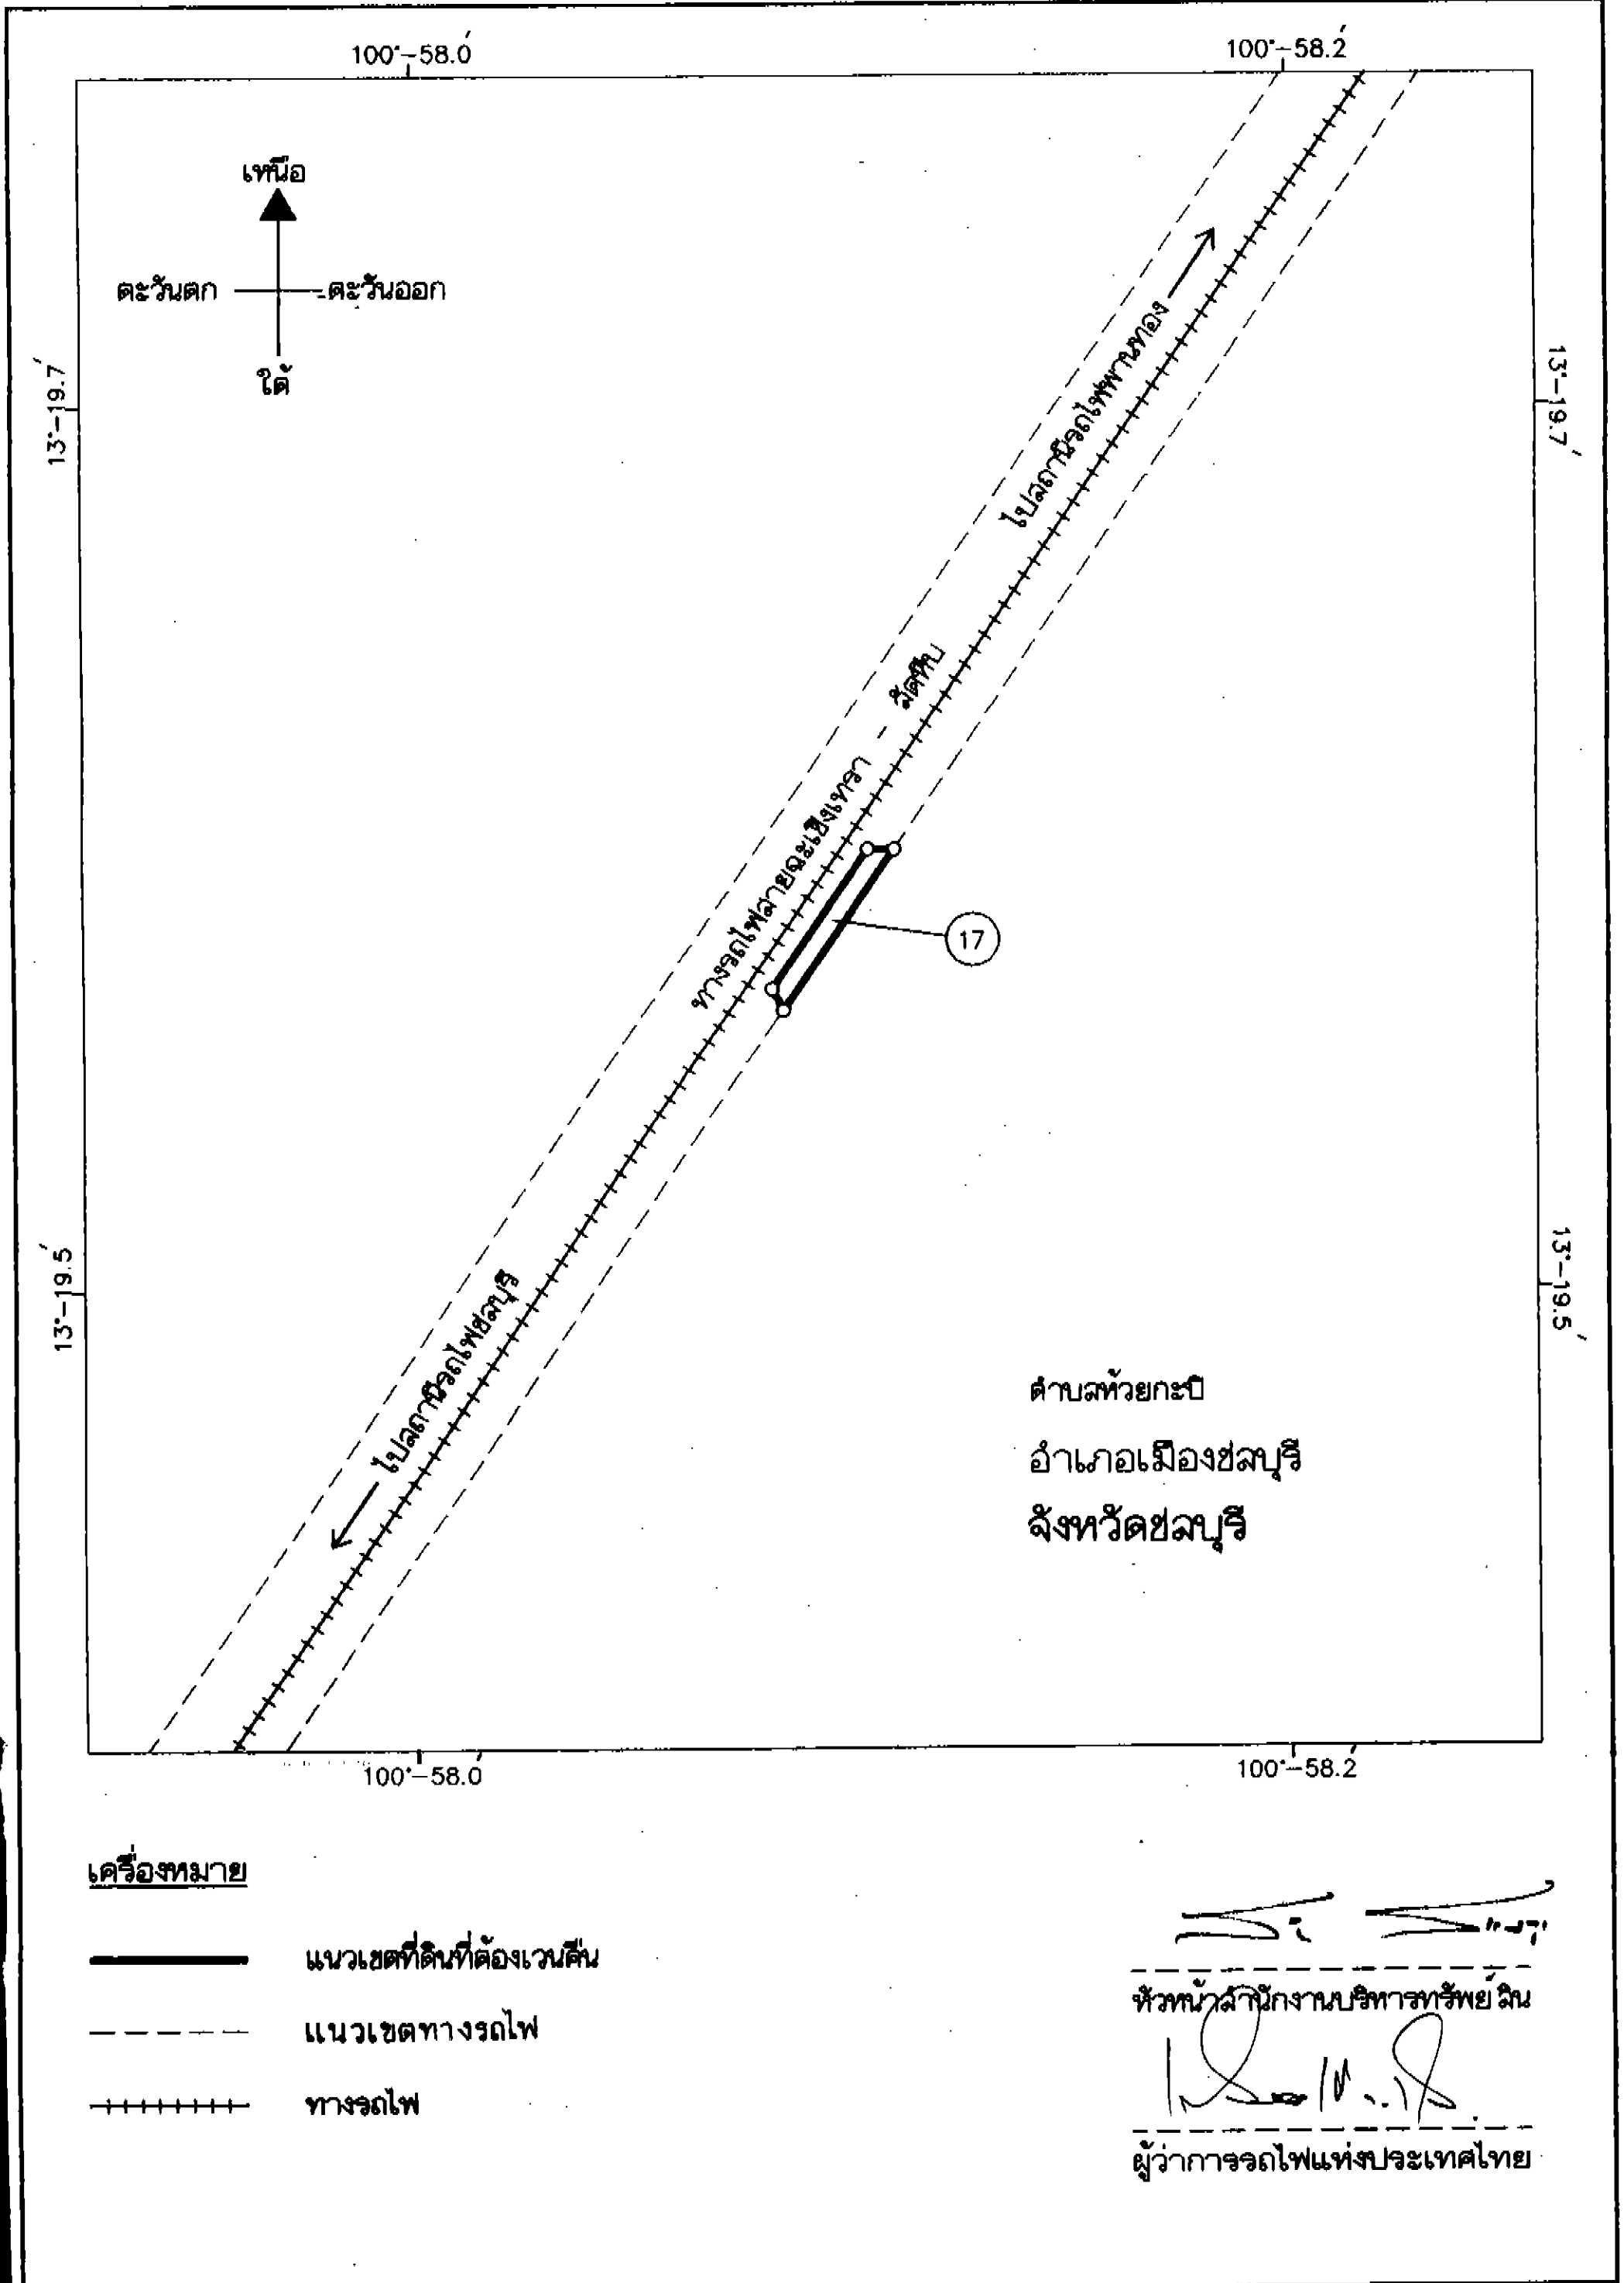 100°-58.0′
100°-58.2′
เหนือ
ตะวันตก
ตะวันออก
ใต้
13°-19.7′
13°-19.7′
ไปสถานีรถไฟพานทอง
ทางรถไฟสายฉะเชิงเทรา - สัตหีบ
17
13°-19.5′
13°-19.5′
ไปสถานีรถไฟชลบุรี
ตำบลห้วยกะปิ
อำเภอเมืองชลบุรี
จังหวัดชลบุรี
100°-58.0′
100°-58.2′
เครื่องหมาย
แนวเขตที่ดินที่ต้องเวนคืน
แนวเขตทางรถไฟ
ทางรถไฟ
หัวหน้าสำนักงานบริหารทรัพย์สิน
ผู้ว่าการรถไฟแห่งประเทศไทย